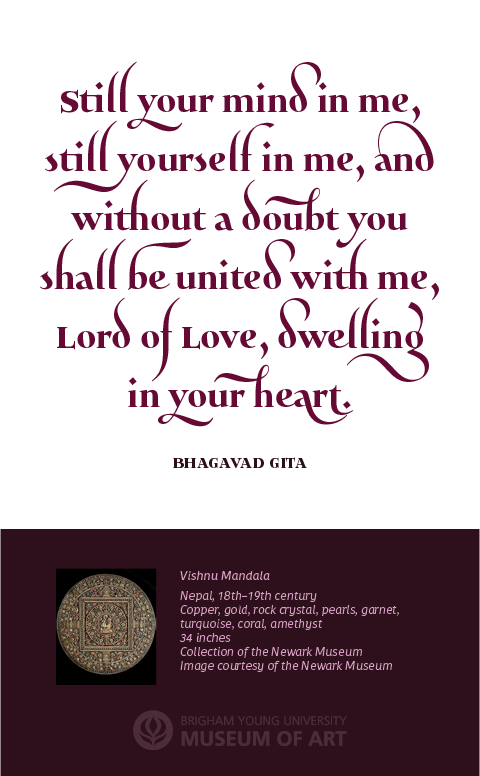 Still your mind in me,
still yourself in me, and
without a doubt you
shall be united with me,
Lord of Love, dwelling
in your heart.
BHAGAVAD GITA
Vishnu Mandala
Nepal, 18th–19th century
Copper, gold, rock crystal, pearls, garnet,
turquoise, coral, amethyst
34 inches
Collection of the Newark Museum
Image courtesy of the Newark Museum
BRIGHAM YOUNG UNIVERSITY
MUSEUM OF ART